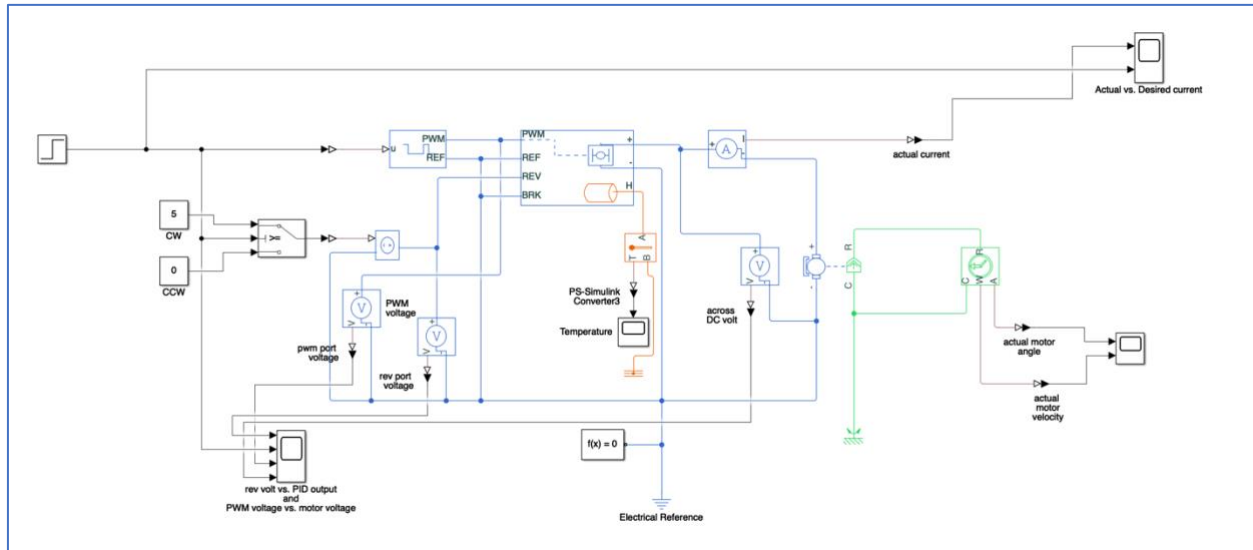 Actual vs. Desired current
PWM
u
REF
PWM
REF
REV
BRK
+
-
H
+
A
I
-
actual current
5
CW
>=
0
CCW
A
T
B
PS-Simulink
Converter3
Temperature
+
V
PWM
voltage
V
pwm port
voltage
+
V
V
rev port
voltage
+
V
V
across
DC volt
+
-
R
C
R
C
W
A
actual motor
angle
actual
motor
velocity
f(x) = 0
rev volt vs. PID output
and
PWM voltage vs. motor voltage
Electrical Reference